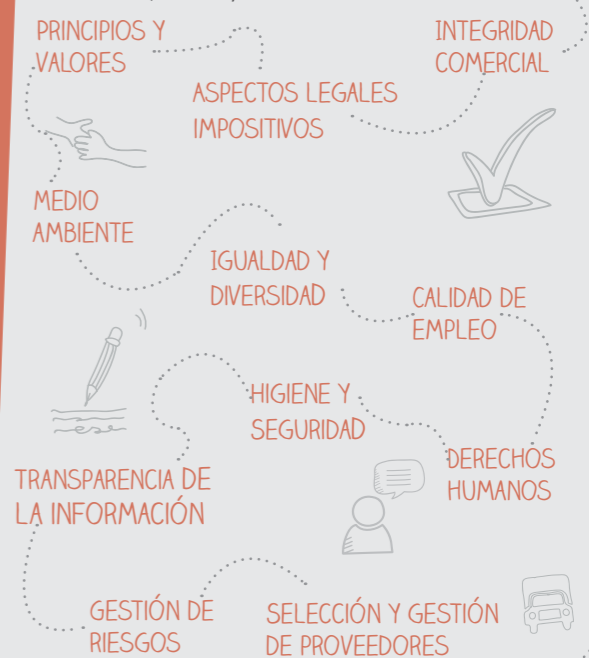 PRINCIPIOS Y
VALORES
INTEGRIDAD
COMERCIAL
ASPECTOS LEGALES
IMPOSITIVOS
MEDIO
AMBIENTE
IGUALDAD Y
DIVERSIDAD
CALIDAD DE
EMPLEO
HIGIENE Y
SEGURIDAD
DERECHOS
HUMANOS
TRANSPARENCIA DE
LA INFORMACIÓN
GESTIÓN DE
RIESGOS
SELECCIÓN Y GESTIÓN
DE PROVEEDORES